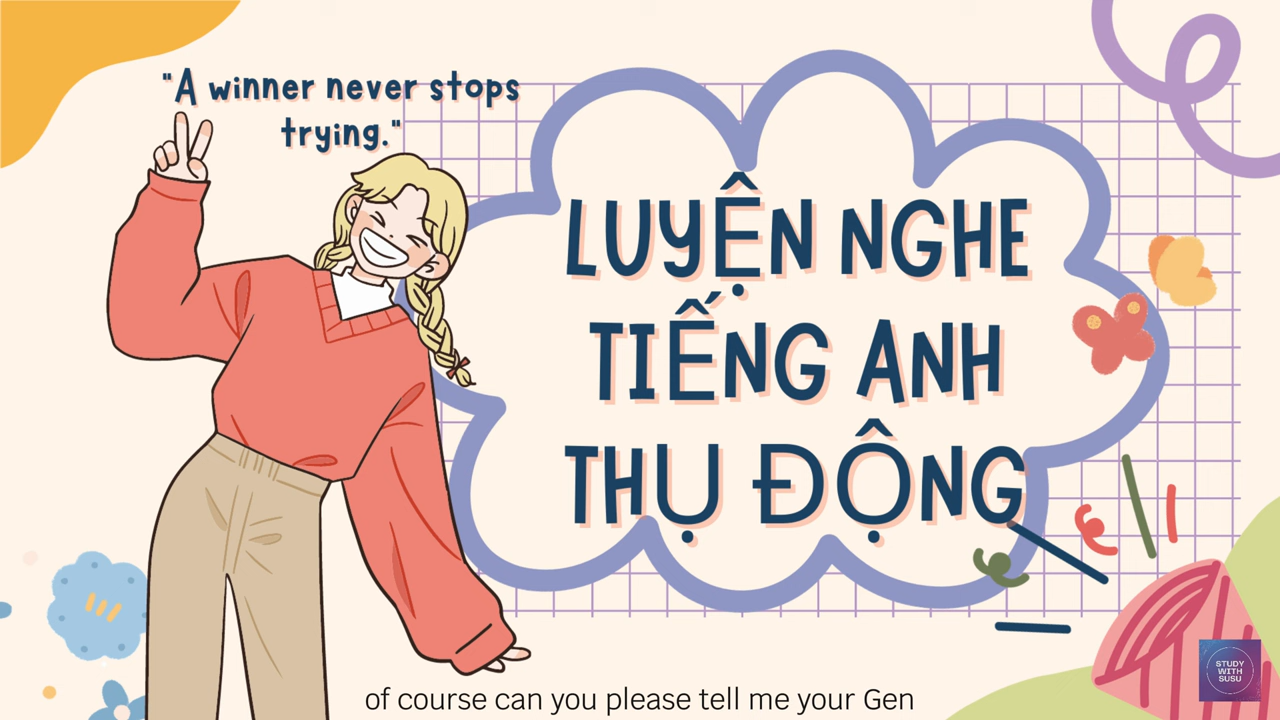 "A winner never stops
trying."
LUYỆN NGHE
TIẾNG ANH
THỤ ĐỘNG
STUDY
WITH
SUSU
of course can you please tell me your Gen